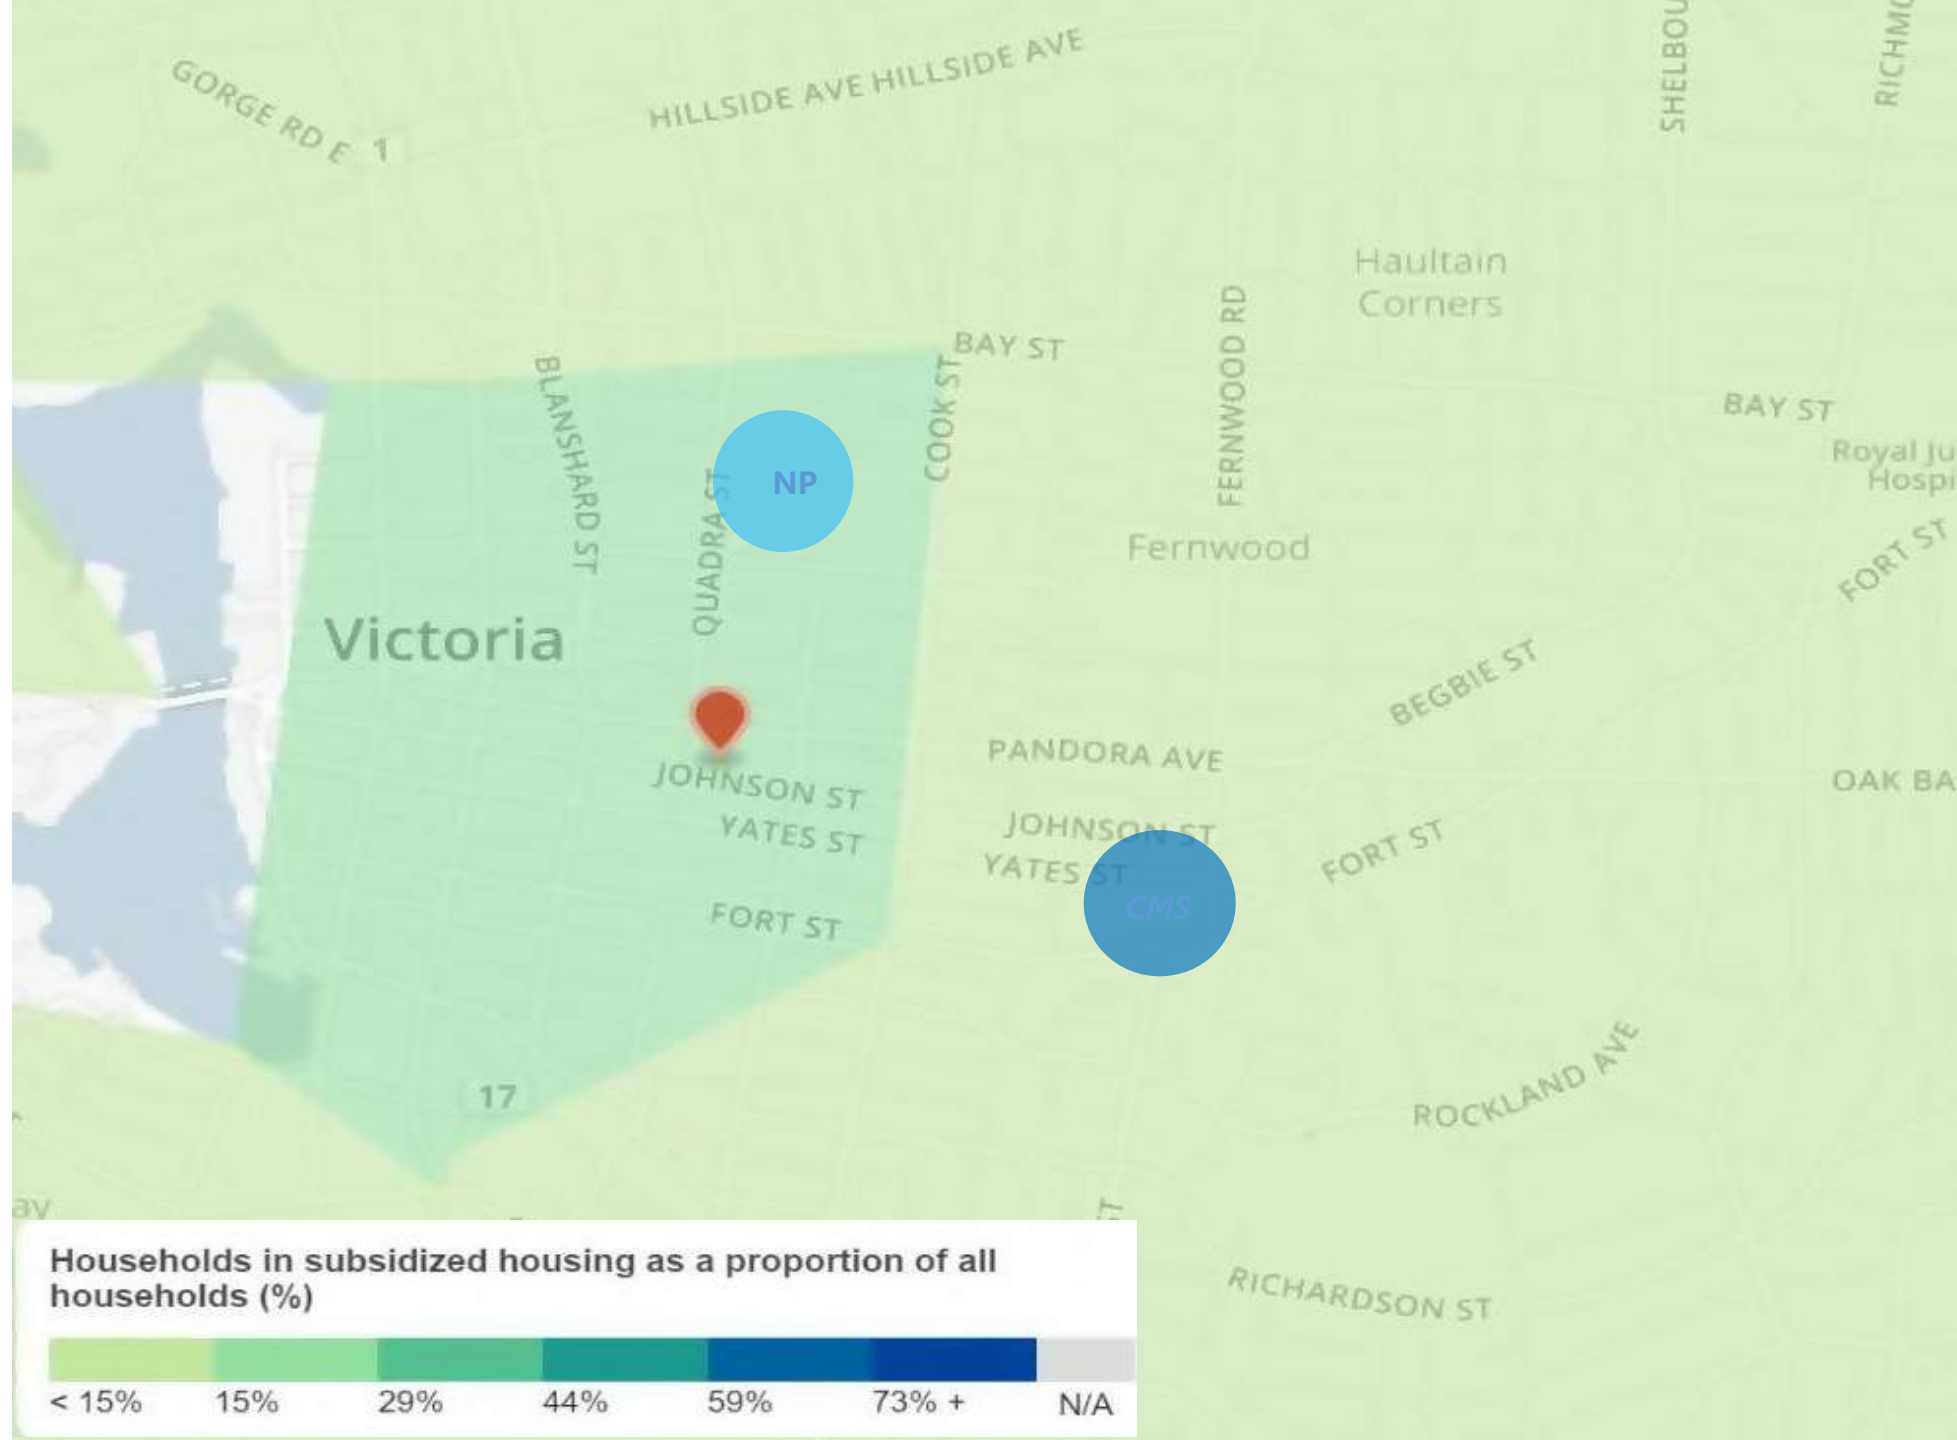 HILLSIDE AVE HILLSIDE AVE
GORGE RD E
1
Haultain
Corners
BAY ST
BAY ST
BLANSHARD ST
COOK ST
FERNWOOD RD
QUADRA ST
NP
Fernwood
FORT ST
Victoria
BEGBIE ST
PANDORA AVE
JOHNSON ST
YATES ST
JOHNSON ST
YATES ST
FORT ST
CMS
FORT ST
17
ROCKLAND AVE
RICHARDSON ST
Households in subsidized housing as a proportion of all
households (%)
< 15%
15%
29%
44%
59%
73% +
N/A